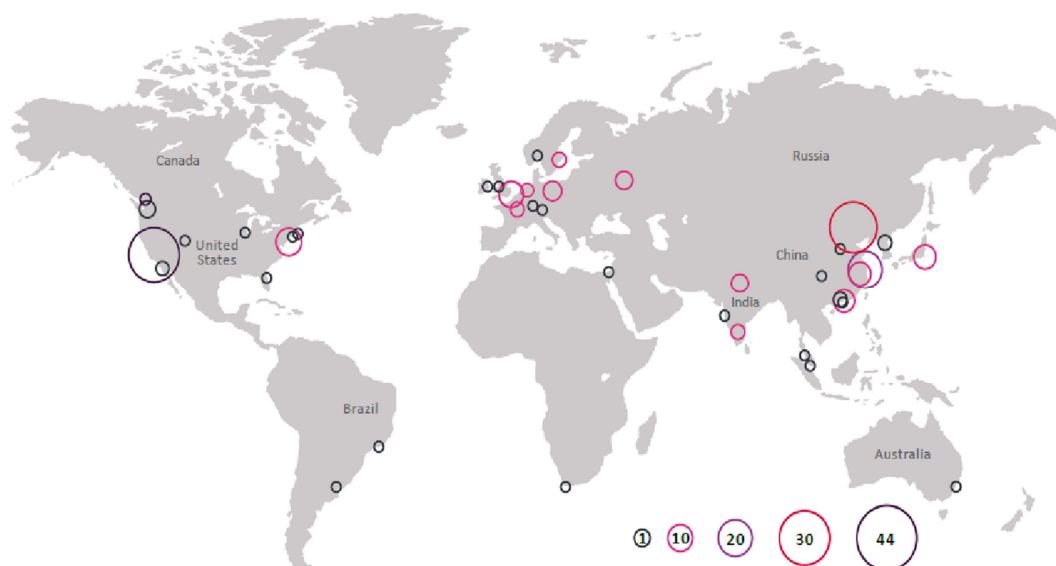 Canada
Russia
United
States
China
India
Brazil
Australia
1 10 20 30 44